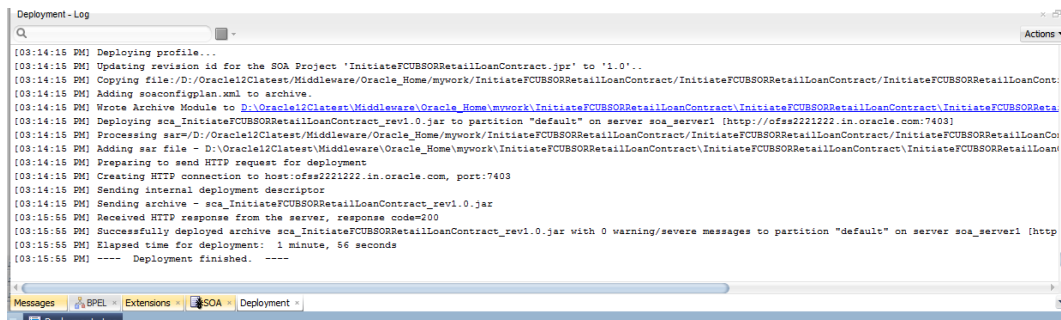 Deployment - Log
Actions
[03:14:15 PM] Deploying profile...
[03:14:15 PM] Updating revision id for the SOA Project 'InitiateFCUBSORRetailLoanContract.jpr' to '1.0'..
[03:14:15 PM] Copying file:/D:/Oracle12Clatest/Middleware/Oracle_Home/mywork/InitiateFCUBSORRetailLoanContract/InitiateFCUBSORRetailLoanContract/InitiateFCUBSORRetailLoanCont:
[03:14:15 PM] Adding soaconfigplan.xml to archive.
[03:14:15 PM] Wrote Archive Module to D:\Oracle12Clatest\Middleware\Oracle_Home\mywork\InitiateFCUBSORRetailLoanContract\InitiateFCUBSORRetailLoanContract\InitiateFCUBSORReta
[03:14:15 PM] Deploying sca_InitiateFCUBSORRetailLoanContract_rev1.0.jar to partition "default" on server soa_server1 [http://ofss2221222.in.oracle.com:7403]
[03:14:15 PM] Processing sar=/D:/Oracle12Clatest/Middleware/Oracle_Home/mywork/InitiateFCUBSORRetailLoanContract/InitiateFCUBSORRetailLoanContract/InitiateFCUBSORRetailLoanCo
[03:14:15 PM] Adding sar file - D:\Oracle12Clatest\Middleware\Oracle_Home\mywork\InitiateFCUBSORRetailLoanContract\InitiateFCUBSORRetailLoanContract\InitiateFCUBSORRetailLoan
[03:14:15 PM] Preparing to send HTTP request for deployment
[03:14:15 PM] Creating HTTP connection to host:ofss2221222.in.oracle.com, port:7403
[03:14:15 PM] Sending internal deployment descriptor
[03:14:15 PM] Sending archive - sca_InitiateFCUBSORRetailLoanContract_rev1.0.jar
[03:15:55 PM] Received HTTP response from the server, response code=200
[03:15:55 PM] Successfully deployed archive sca_InitiateFCUBSORRetailLoanContract_rev1.0.jar with 0 warning/severe messages to partition "default" on server soa_server1 [http
[03:15:55 PM] Elapsed time for deployment:  1 minute, 56 seconds
[03:15:55 PM] ----  Deployment finished.  ----
Messages BPEL Extensions SOA Deployment